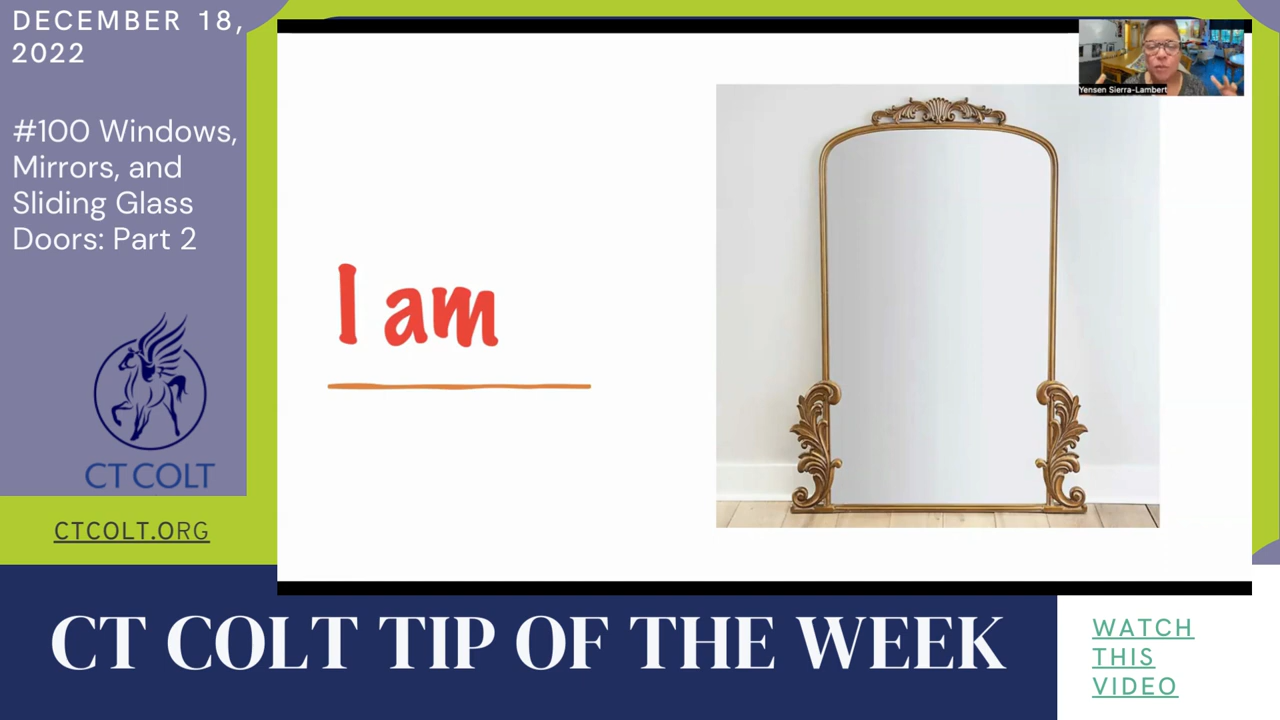 DECEMBER 18,
2022
#100 Windows,
Mirrors, and
Sliding Glass
Doors: Part 2
CT COLT
CTCOLT.ORG
I am
Yensen Sierra-Lambert
CT COLT TIP OF THE WEEK
WATCH
THIS
VIDEO